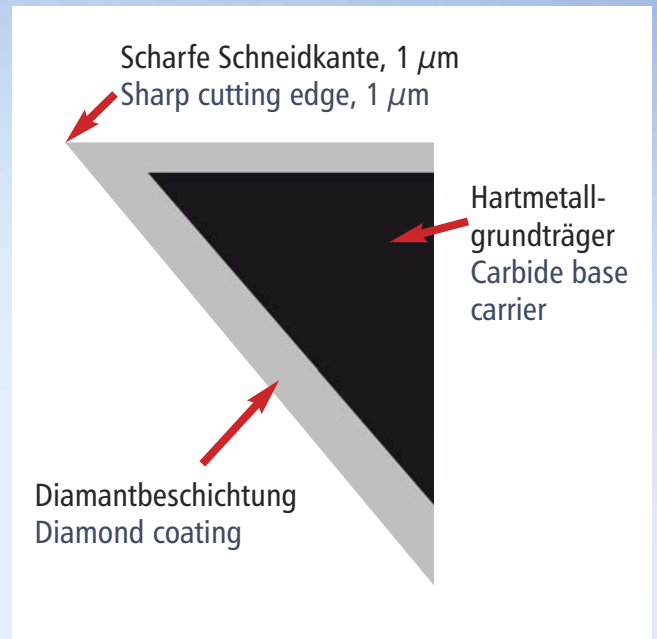 Scharfe Schneidkante, 1 μm
Sharp cutting edge, 1 μm
Hartmetall-
grundträger
Carbide base
carrier
Diamantbeschichtung
Diamond coating